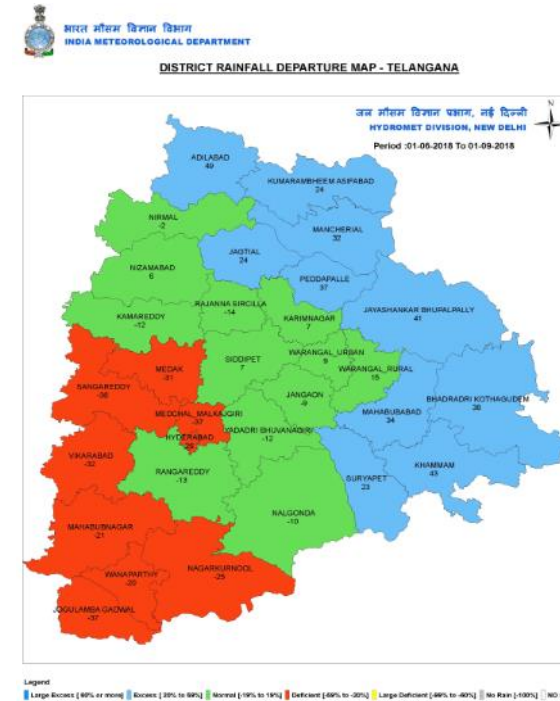 भारत मौसम विज्ञान विभाग
INDIA METEOROLOGICAL DEPARTMENT
DISTRICT RAINFALL DEPARTURE MAP - TELANGANA
जल मौसम विज्ञान प्रभाग, नई दिल्ली
N
HYDROMET DIVISION, NEW DELHI
Period :01-06-2018 To 01-09-2018
ADILABAD
49
KUMARAMBHEEM ASIFABAD
24
NIRMAL
-2
MANCHERIAL
32
JAGTIAL
24
NIZAMABAD
6
PEDDAPALLE
37
RAJANNA SIRCILLA
-14
KAMAREDDY
-12
KARIMNAGAR
7
JAYASHANKAR BHUPALPALLY
41
MEDAK
-31
SIDDIPET
7
WARANGAL_URBAN
WARANGAL_RURAL
15
SANGAREDDY
JANGAON
-9
BHADRADRI KOTHAGUDEM
MAHABUBABAD
34
MEDCHAL_MALKAJGIRI
-37
YADADRI BHUVANAGIRI
-12
HYDERABAD
VIKARABAD
-32
RANGAREDDY
-13
KHAMMAM
43
SURYAPET
23
NALGONDA
-10
MAHABUBNAGAR
-21
WANAPARTHY
-20
NAGARKURNOOL
-25
JOGULAMBA GADWAL
-37
Legend
Large Excess [ 60% or more] Excess [ 20% to 59%] Normal [-19% to 19%] Deficient [-59% to -20%] Large Deficient [-99% to -60%] No Rain [-100%] NO